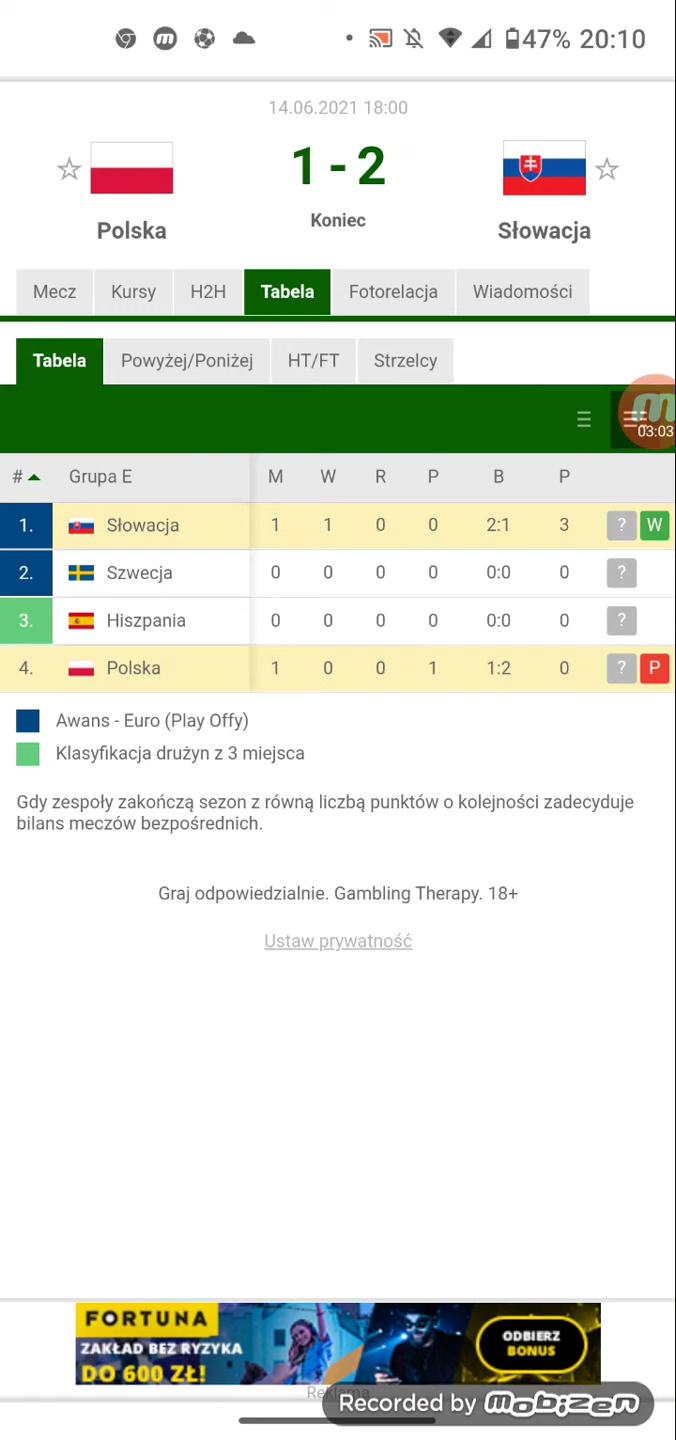 47% 20:10
14.06.2021 18:00
1 - 2
Koniec
Polska
Słowacja
Mecz Kursy H2H Tabela Fotorelacja Wiadomości
Tabela Powyżej/Poniżej HT/FT Strzelcy
03:03
# Grupa E M W R P B P
1. Słowacja 1 1 0 0 2:1 3 ? W
2. Szwecja 0 0 0 0 0:0 0 ?
3. Hiszpania 0 0 0 0 0:0 0 ?
4. Polska 1 0 0 1 1:2 0 ? P
Awans - Euro (Play Offy)
Klasyfikacja drużyn z 3 miejsca
Gdy zespoły zakończą sezon z równą liczbą punktów o kolejności zadecyduje
bilans meczów bezpośrednich.
Graj odpowiedzialnie. Gambling Therapy. 18+
Ustaw prywatność
FORTUNA
ZAKŁAD BEZ RYZYKA
DO 600 ZŁ!
ODBIERZ
BONUS
Reklama
Recorded by mobizen